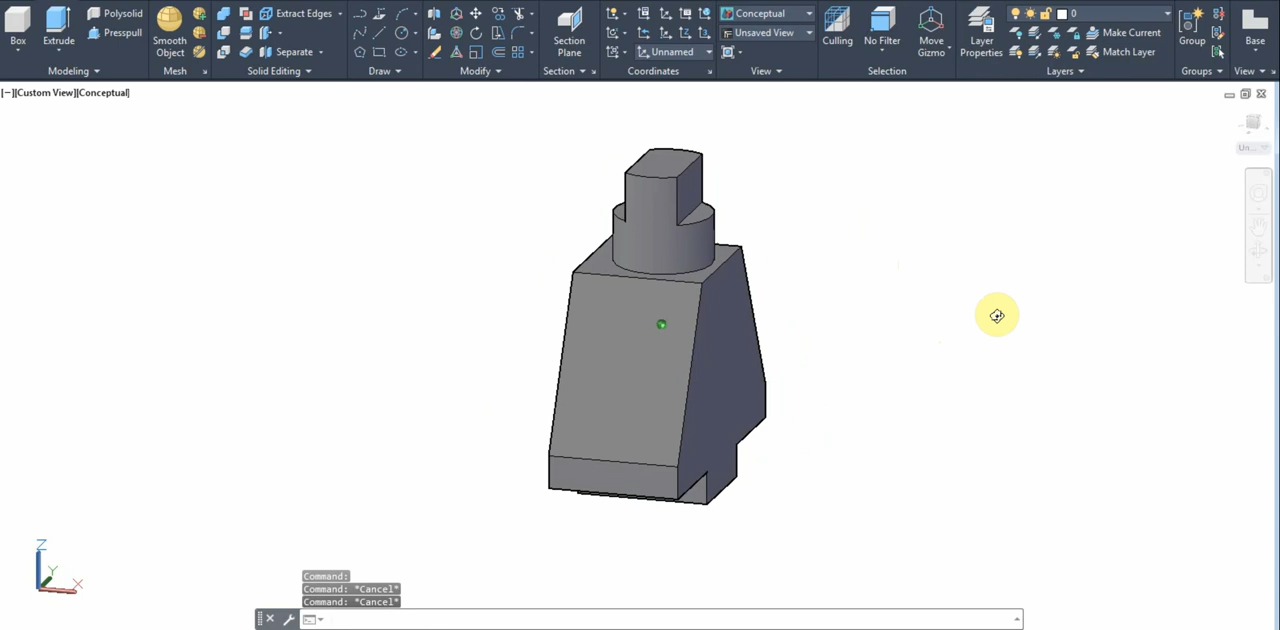 Polysolid
Extract Edges
Conceptual
0
Presspull
Unsaved View
Make Current
Box
Extrude
Smooth
Object
Separate
Section
Plane
Unnamed
Culling
No Filter
Move
Gizmo
Layer
Properties
Match Layer
Group
Base
Modeling
Mesh
Solid Editing
Draw
Modify
Section
Coordinates
View
Selection
Layers
Groups
View
[−][Custom View][Conceptual]
Un...
Z
Y
X
Command:
Command: *Cancel*
Command: *Cancel*